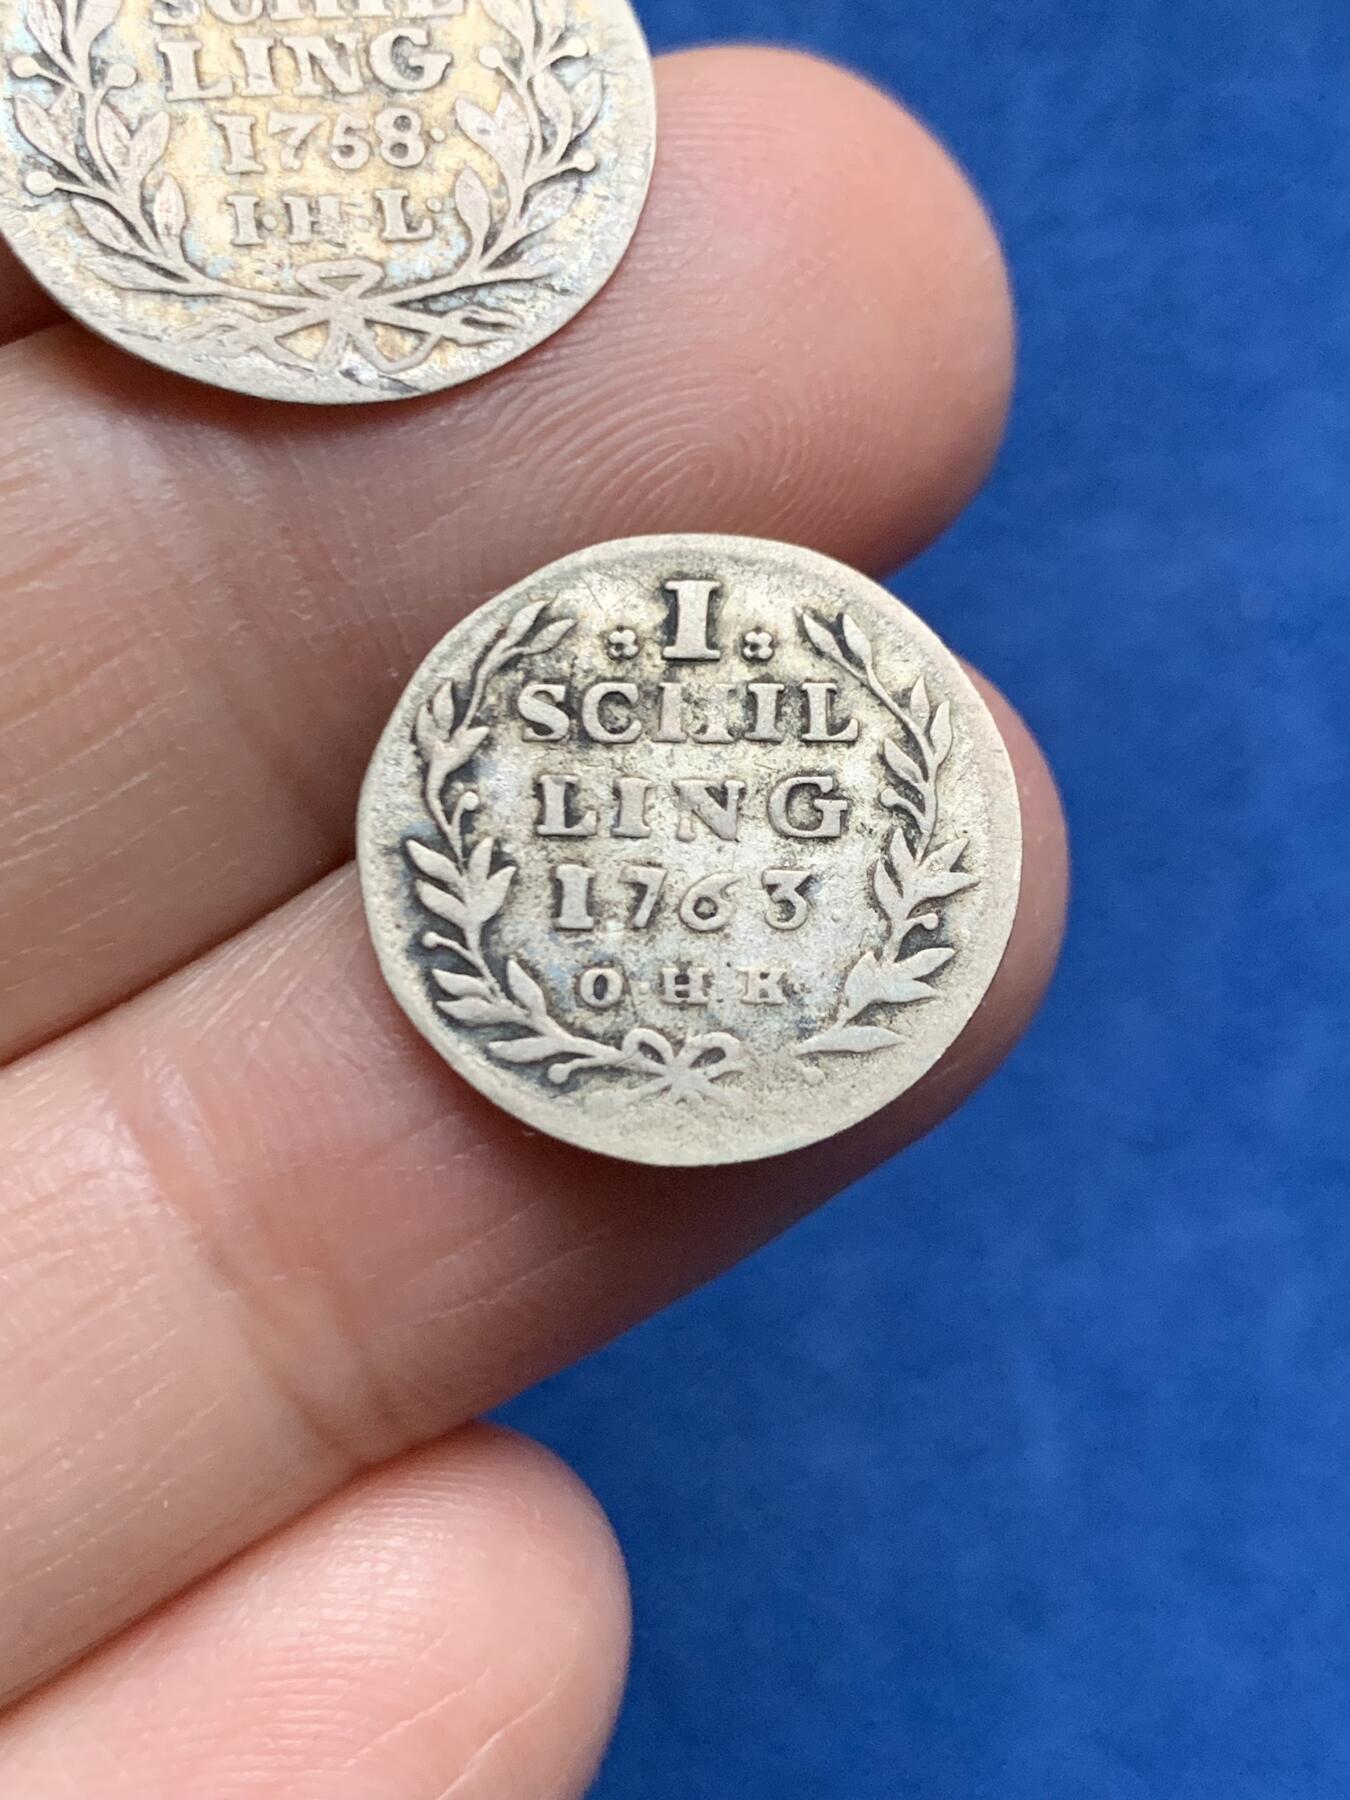 SCHIL
LING
1758·
I·H·L·
I
SCHIL
LING
1763
O·H·K·